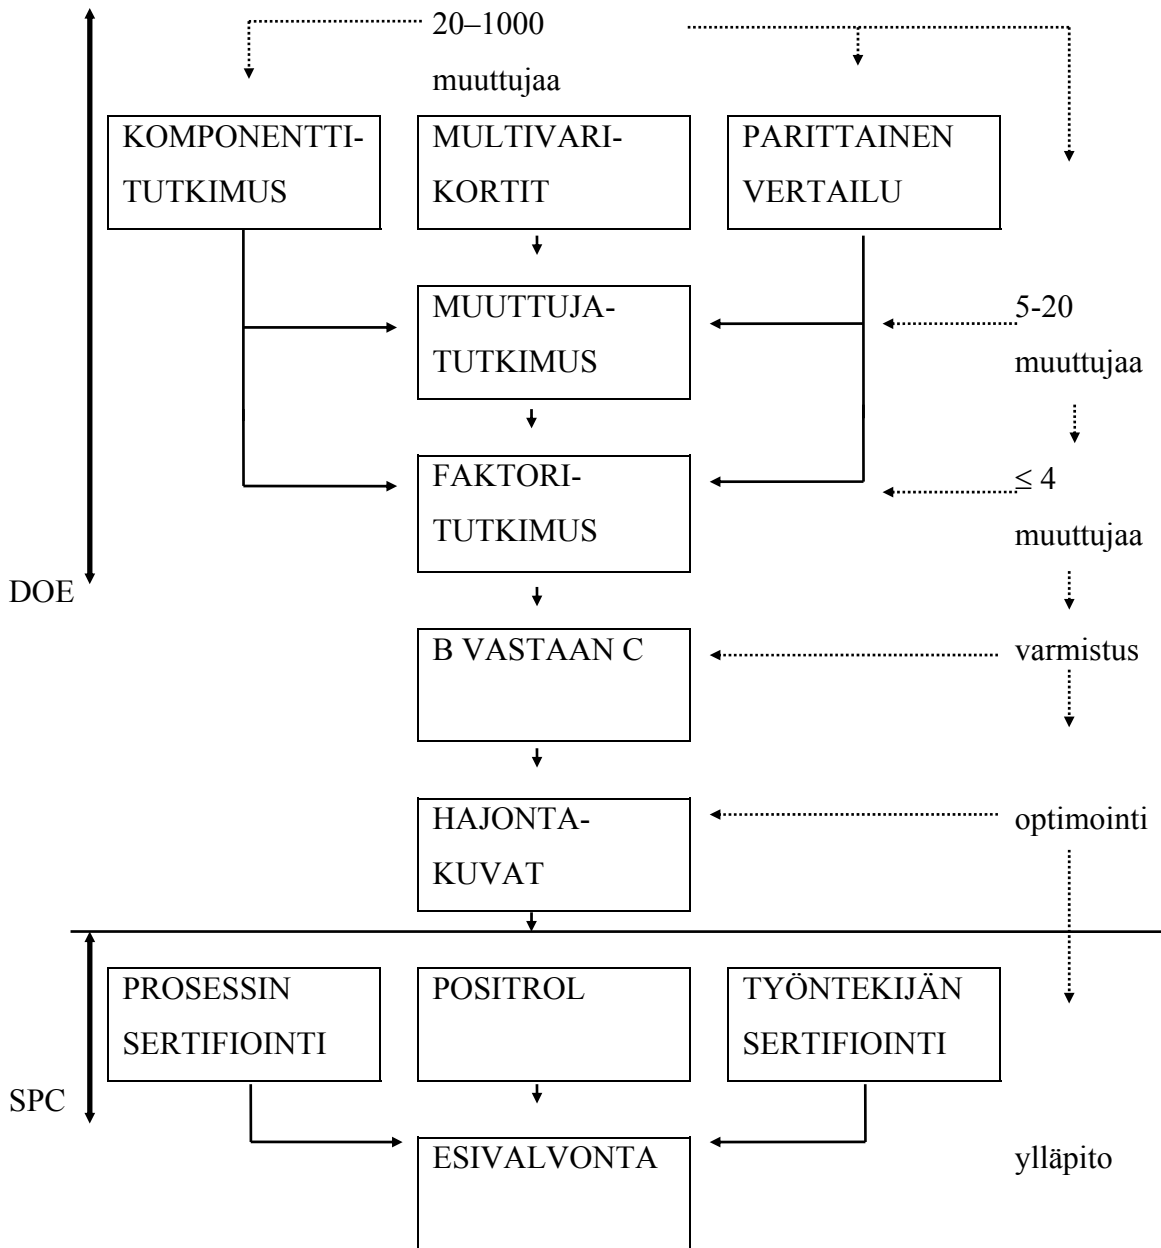 20–1000
muuttujaa
KOMPONENTTI-
TUTKIMUS
MULTIVARI-
KORTIT
PARITTAINEN
VERTAILU
MUUTTUJA-
TUTKIMUS
5-20
muuttujaa
FAKTORI-
TUTKIMUS
≤ 4
muuttujaa
DOE
B VASTAAN C
varmistus
HAJONTA-
KUVAT
optimointi
PROSESSIN
SERTIFIOINTI
POSITROL
TYÖNTEKIJÄN
SERTIFIOINTI
SPC
ESIVALVONTA
ylläpito